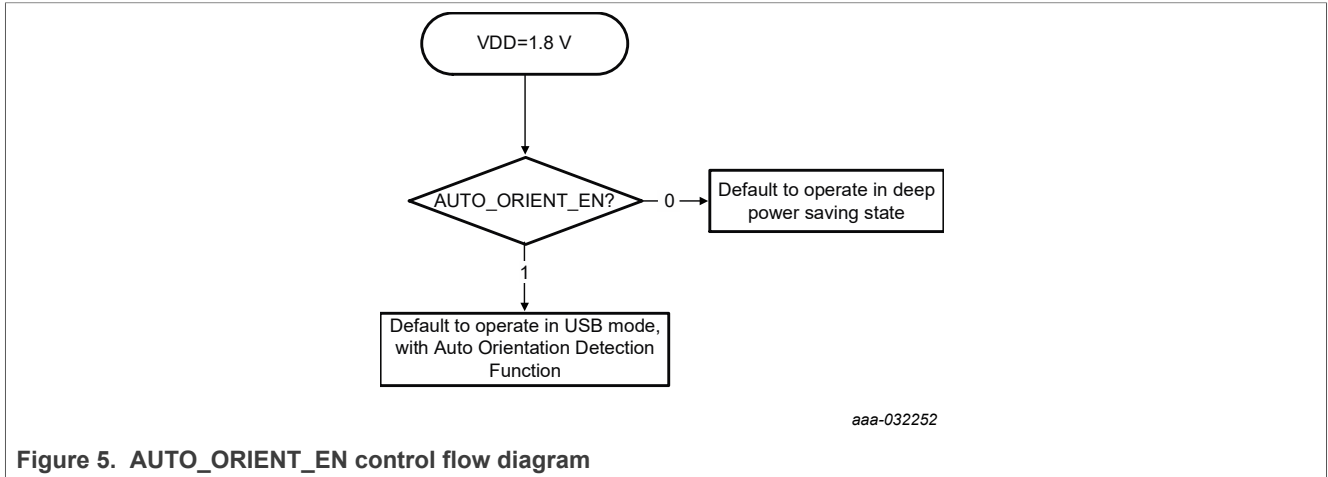 VDD=1.8 V
AUTO_ORIENT_EN?
0
Default to operate in deep
power saving state
1
Default to operate in USB mode,
with Auto Orientation Detection
Function
aaa-032252
Figure 5. AUTO_ORIENT_EN control flow diagram